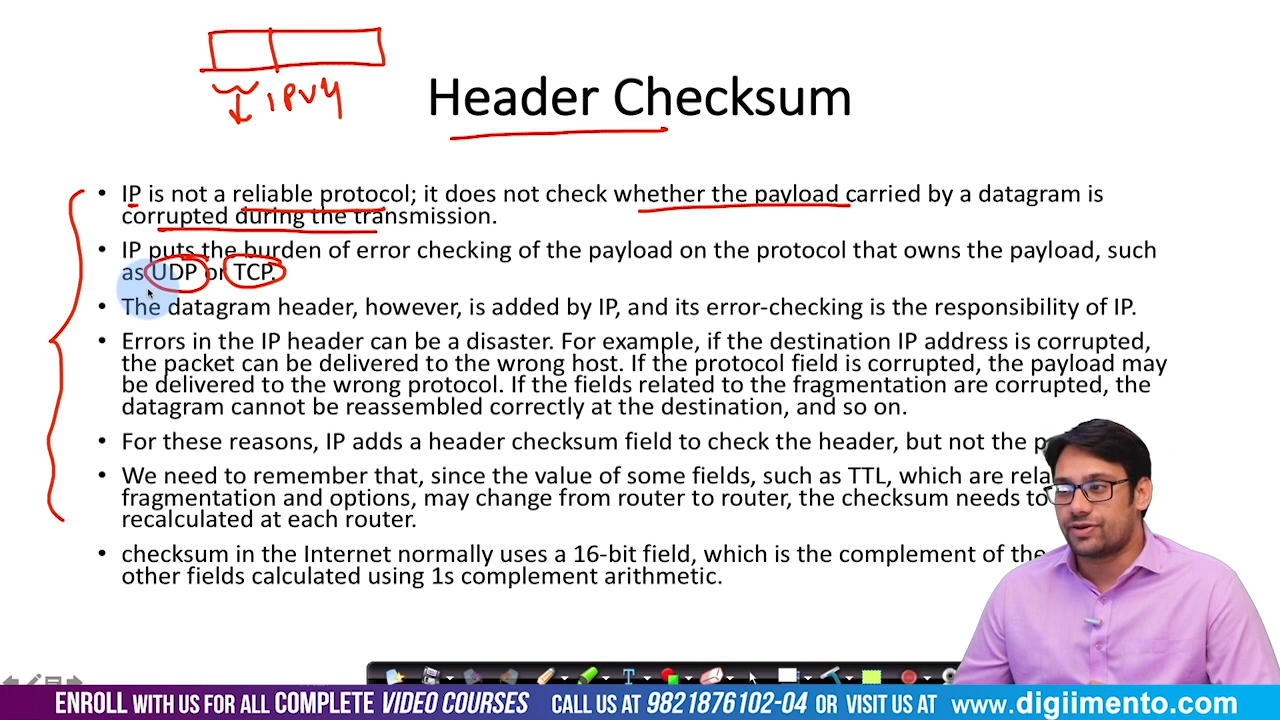 IPv4
Header Checksum
• IP is not a reliable protocol; it does not check whether the payload carried by a datagram is
corrupted during the transmission.
• IP puts the burden of error checking of the payload on the protocol that owns the payload, such
as UDP or TCP.
• The datagram header, however, is added by IP, and its error-checking is the responsibility of IP.
• Errors in the IP header can be a disaster. For example, if the destination IP address is corrupted,
the packet can be delivered to the wrong host. If the protocol field is corrupted, the payload may
be delivered to the wrong protocol. If the fields related to the fragmentation are corrupted, the
datagram cannot be reassembled correctly at the destination, and so on.
• For these reasons, IP adds a header checksum field to check the header, but not the
• We need to remember that, since the value of some fields, such as TTL, which are
fragmentation and options, may change from router to router, the checksum needs to
recalculated at each router.
• checksum in the Internet normally uses a 16-bit field, which is the complement of the
other fields calculated using 1s complement arithmetic.
ENROLL WITH US FOR ALL COMPLETE VIDEO COURSES CALL US AT 9821876102-04 OR VISIT US AT www.digiimento.com